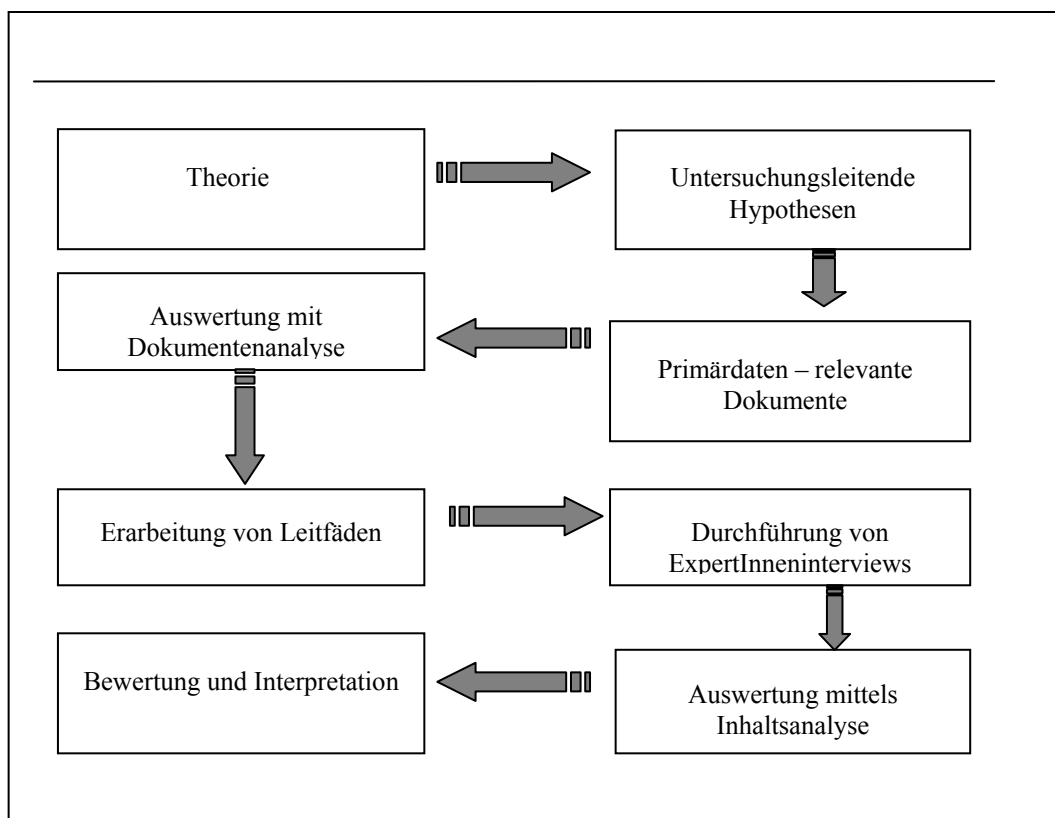 Theorie
Untersuchungsleitende
Hypothesen
Auswertung mit
Dokumentenanalyse
Primärdaten – relevante
Dokumente
Erarbeitung von Leitfäden
Durchführung von
ExpertInneninterviews
Bewertung und Interpretation
Auswertung mittels
Inhaltsanalyse